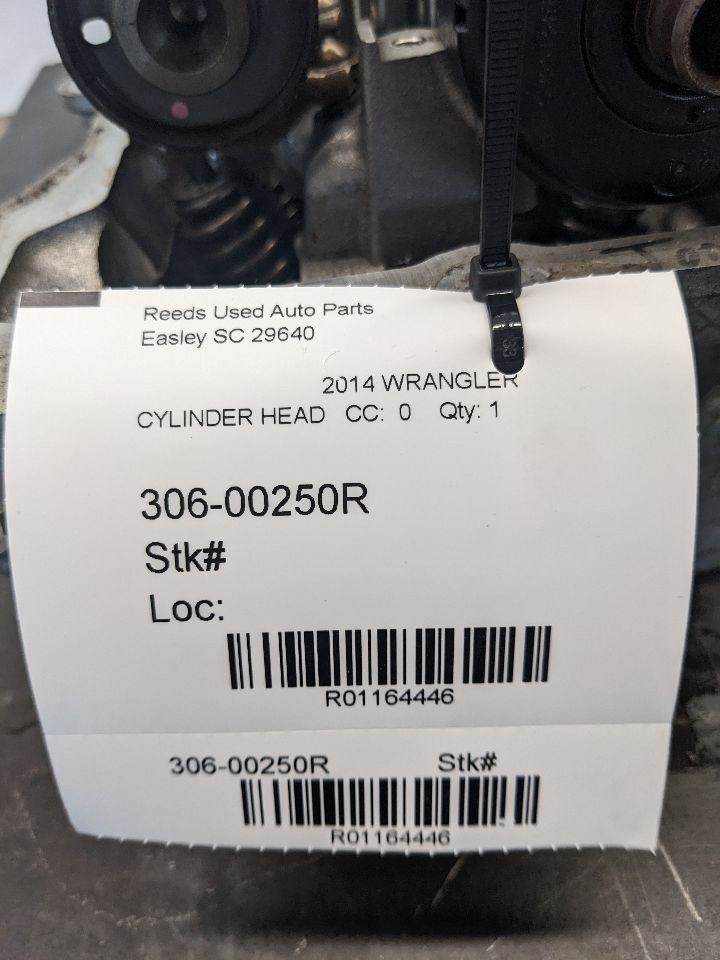 Reeds Used Auto Parts
Easley SC 29640
2014 WRANGLER
CYLINDER HEAD CC: 0 Qty: 1
306-00250R
Stk#
Loc:
R01164446
306-00250R Stk#
R01164446